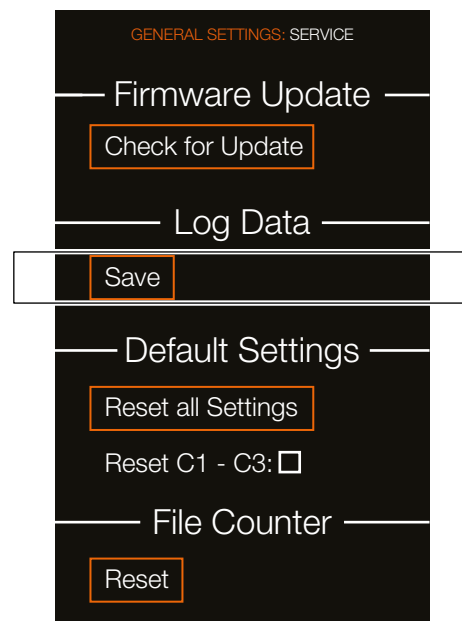 GENERAL SETTINGS: SERVICE
Firmware Update
Check for Update
Log Data
Save
Default Settings
Reset all Settings
Reset C1 - C3:
File Counter
Reset